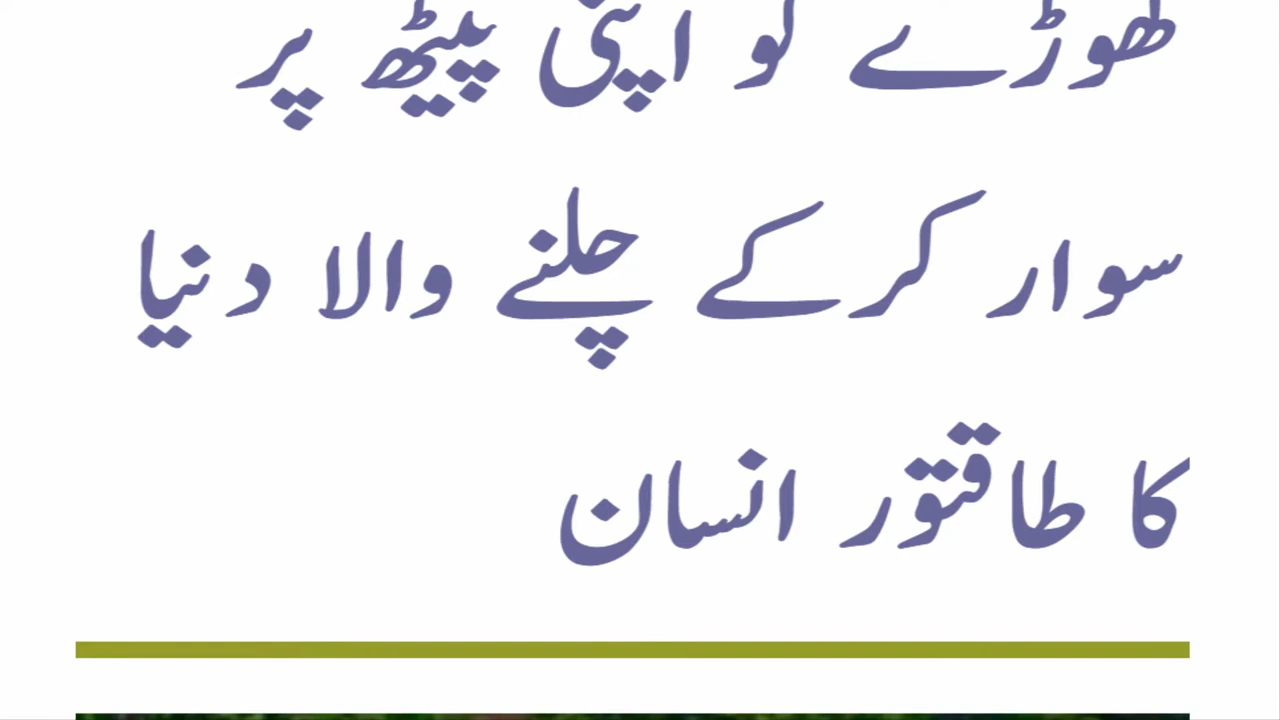 گھوڑے کو اپنی پیٹھ پر
سوار کرکے چلنے والا دنیا
کا طاقتور انسان